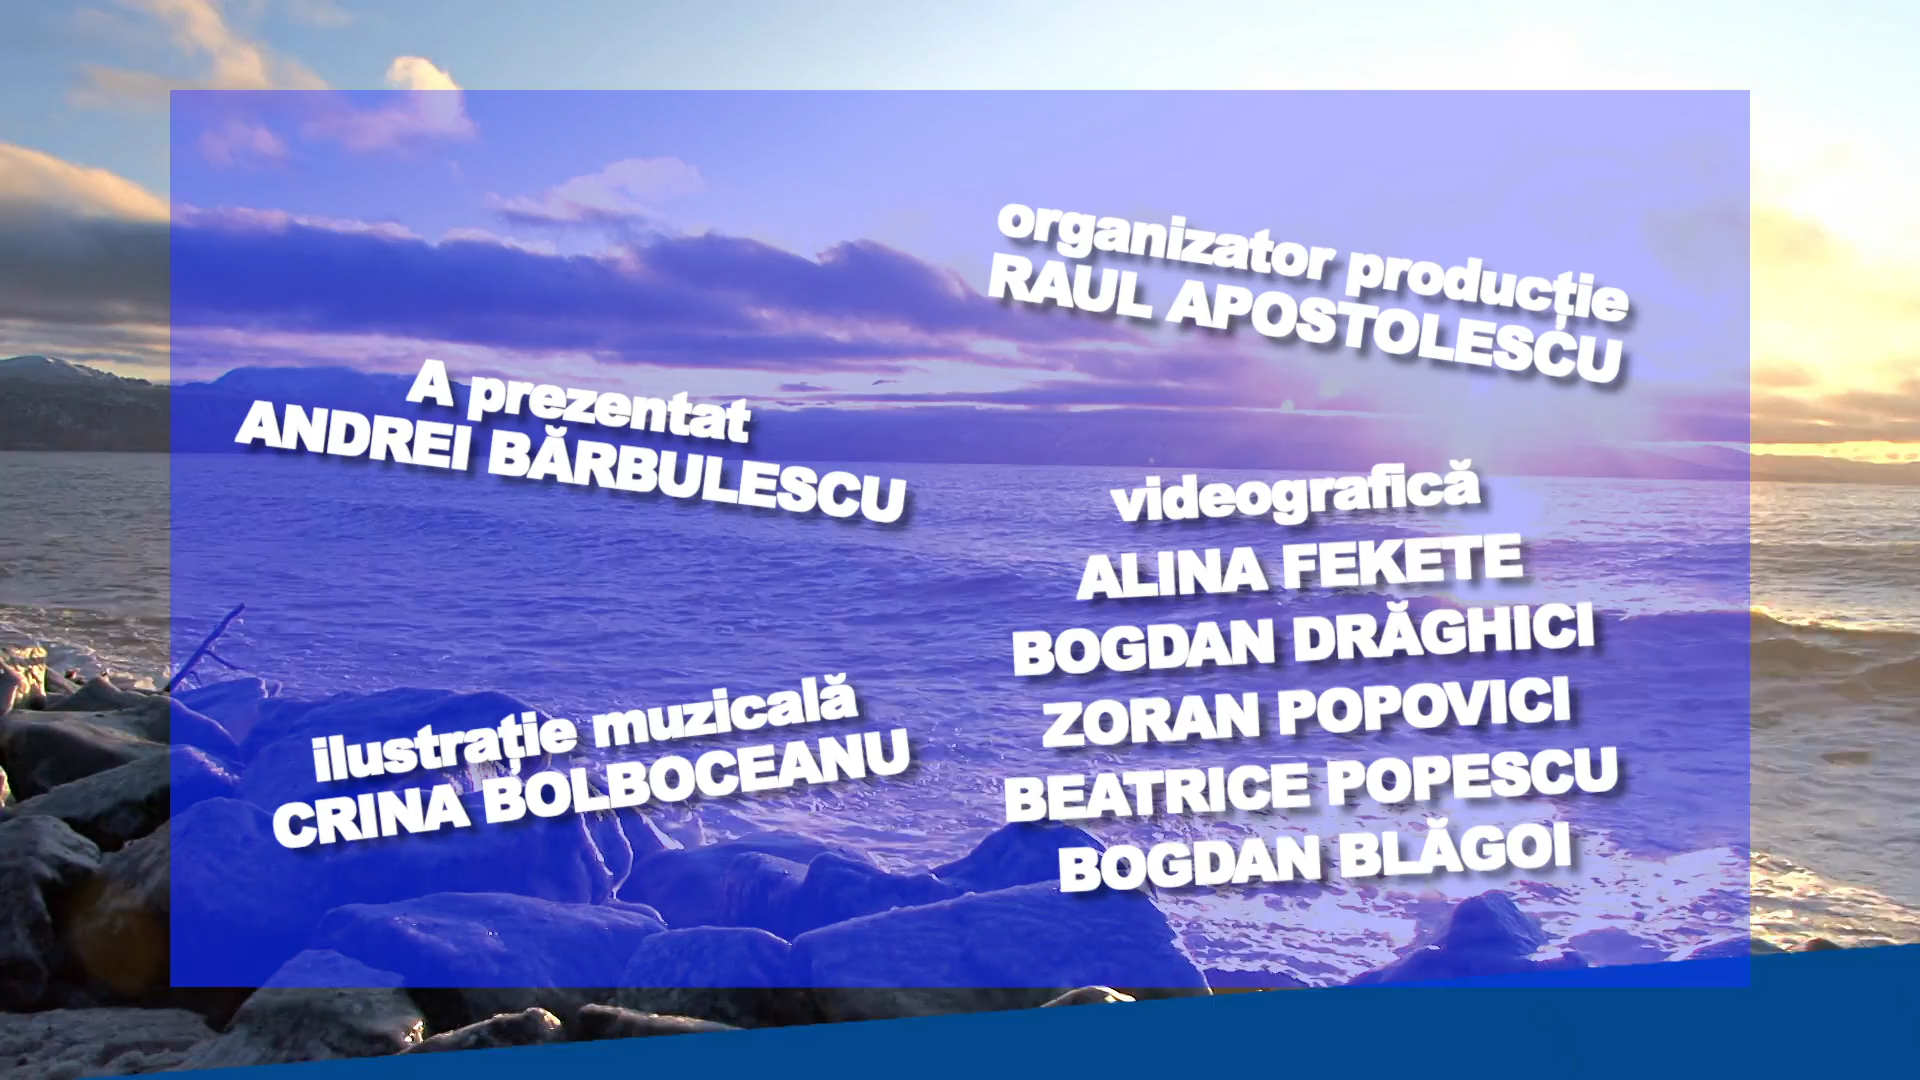 A prezentat
ANDREI BĂRBULESCU
ilustrație muzicală
CRINA BOLBOCEANU
organizator producție
RAUL APOSTOLESCU
videografică
ALINA FEKETE
BOGDAN DRĂGHICI
ZORAN POPOVICI
BEATRICE POPESCU
BOGDAN BLĂGOI